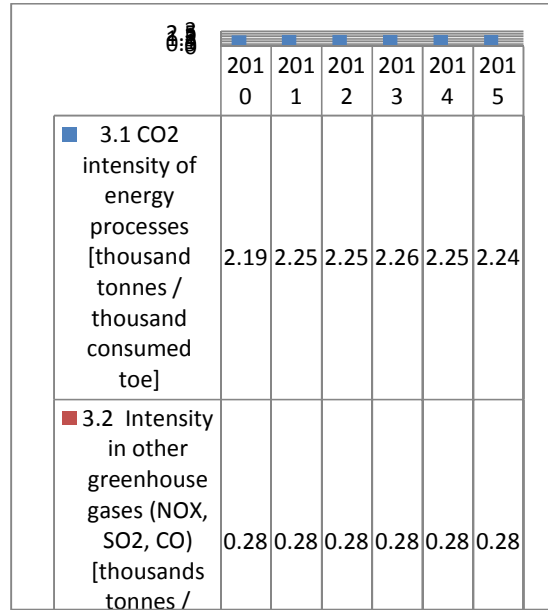 201 201 201 201 201 201
0 1 2 3 4 5
3.1 CO2
intensity of
energy
processes
[thousand
tonnes /
thousand
consumed
toe]
2.19 2.25 2.25 2.26 2.25 2.24
3.2 Intensity
in other
greenhouse
gases (NOX,
SO2, CO)
[thousands
tonnes /
0.28 0.28 0.28 0.28 0.28 0.28